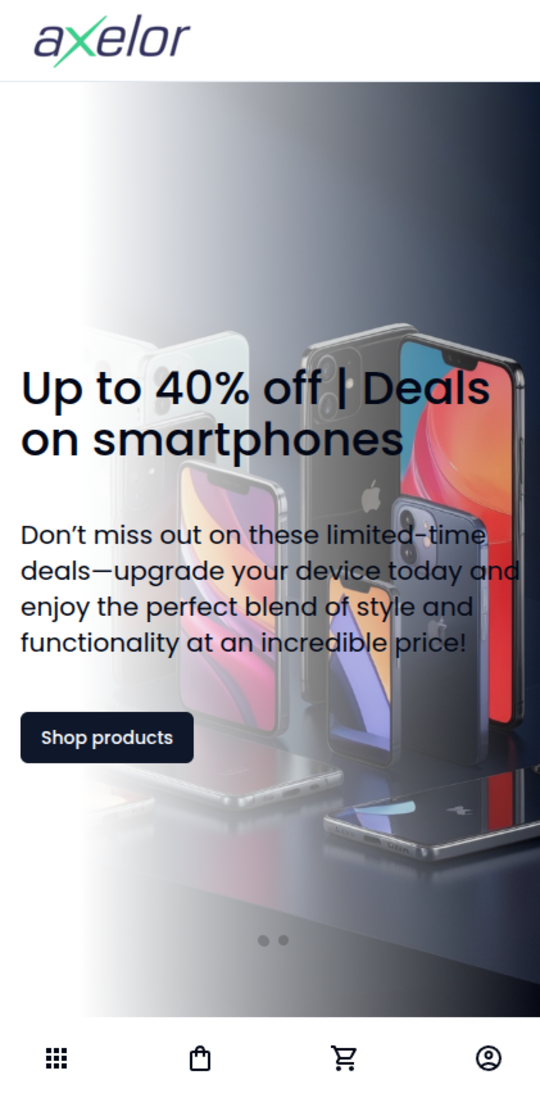 axelor
Up to 40% off | Deals
on smartphones
Don’t miss out on these limited-time
deals—upgrade your device today and
enjoy the perfect blend of style and
functionality at an incredible price!
Shop products